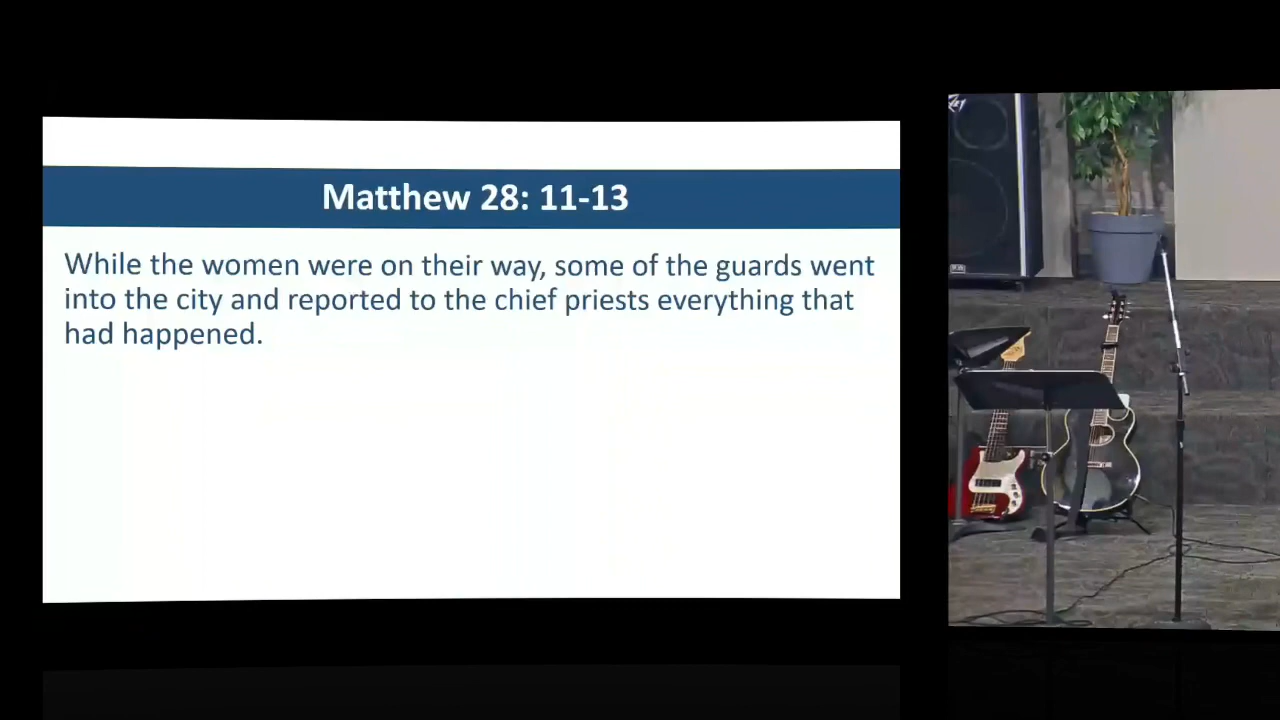 Matthew 28: 11-13
While the women were on their way, some of the guards went
into the city and reported to the chief priests everything that
had happened.